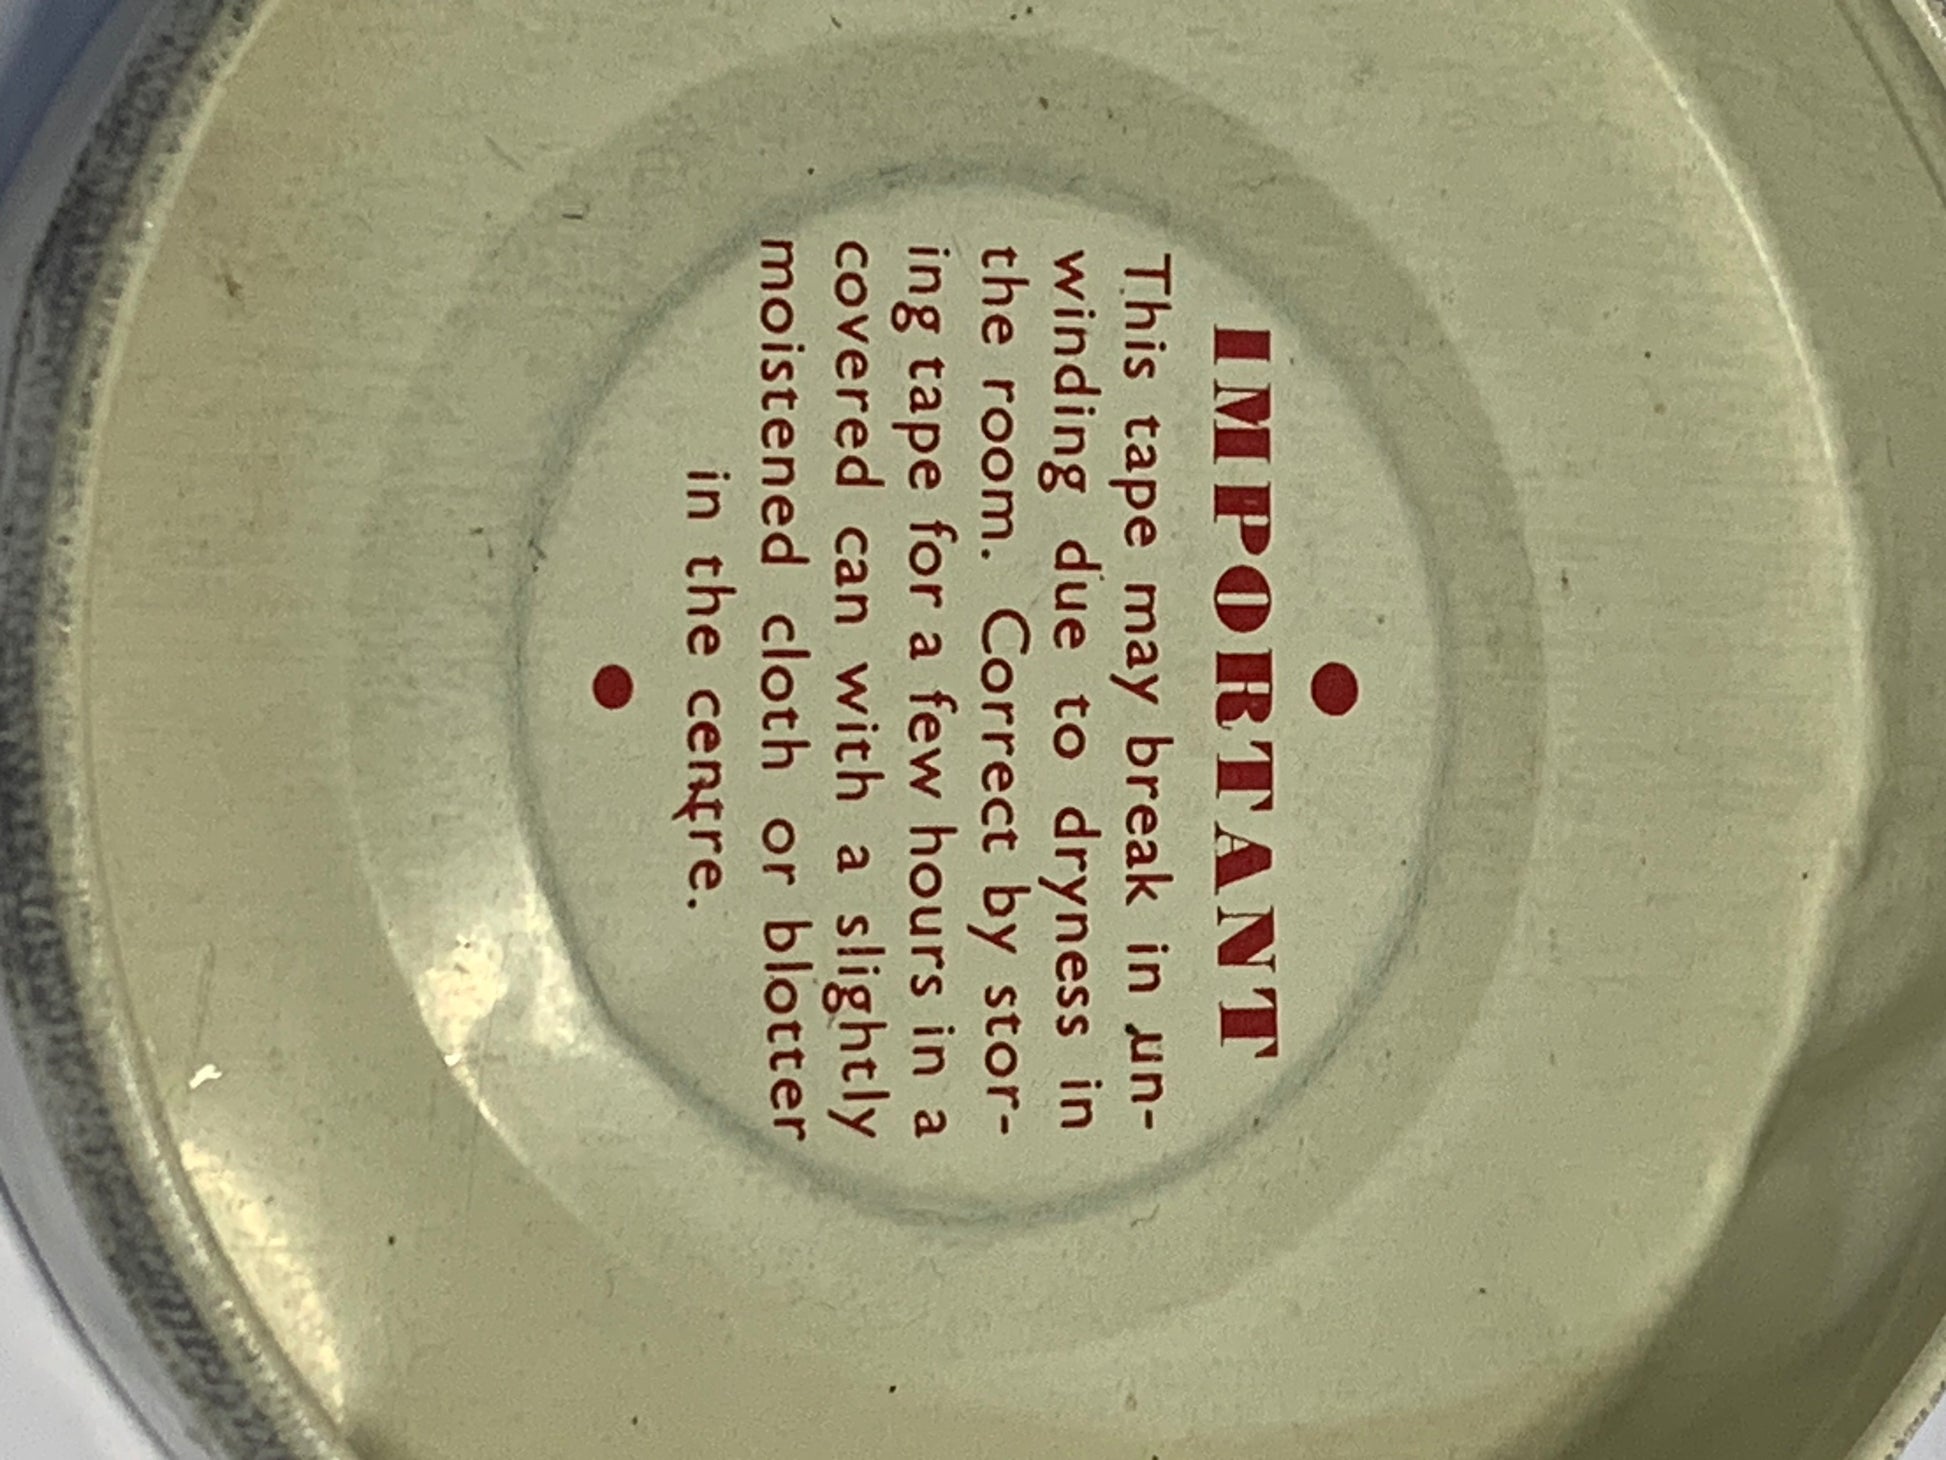 IMPORTANT
This tape may break in un-
winding due to dryness in
the room. Correct by stor-
ing tape for a few hours in a
covered can with a slightly
moistened cloth or blotter
in the centre.